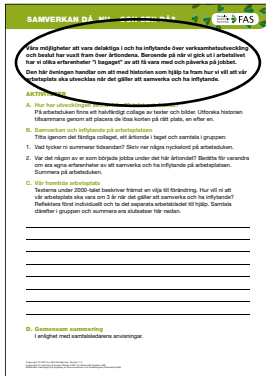 SAMVERKAN DÅ, NU
FAS
Våra möjligheter att vara delaktiga i och ha inflytande över verksamhetsutveckling
och beslut har vuxit fram över årtiondena. Beroende på när vi gick ut i arbetslivet
har vi olika erfarenheter "i bagaget" av att få vara med och påverka på jobbet.
Den här övningen handlar om att med historien som hjälp ta fram hur vi vill att vår
arbetsplats ska utvecklas när det gäller att samverka och ha inflytande.
AKTIVITETER
A. Hur har utvecklingen
På arbetsduken finns ett halvfärdigt collage av texter och bilder. Utforska historien
tillsammans genom att placera de lösa korten på rätt plats, en efter en.
B. Samverkan och inflytande på arbetsplatsen
Titta igenom det färdiga collaget, ett årtionde i taget och samtala i gruppen:
1. Vad tycker ni summerar tidsandan? Skriv ner några nyckelord på arbetsduken.
2. Var det någon av er som började jobba under det här årtiondet? Berätta för varandra
om era egna erfarenheter av samverkan och inflytande på arbetsplatsen.
Summera på arbetsduken.
C. Vår framtida arbetsplats
Texterna under 2000-talet beskriver främst en vilja till förändring. Hur vill ni att
vår arbetsplats ska vara om 3 år när det gäller att samverka och ha inflytande?
Reflektera först individuellt och ta det separata arbetsbladet till hjälp. Samtala
därefter i gruppen och summera era slutsatser här nedan.
D. Gemensam summering
I enlighet med samtalsledarens anvisningar.